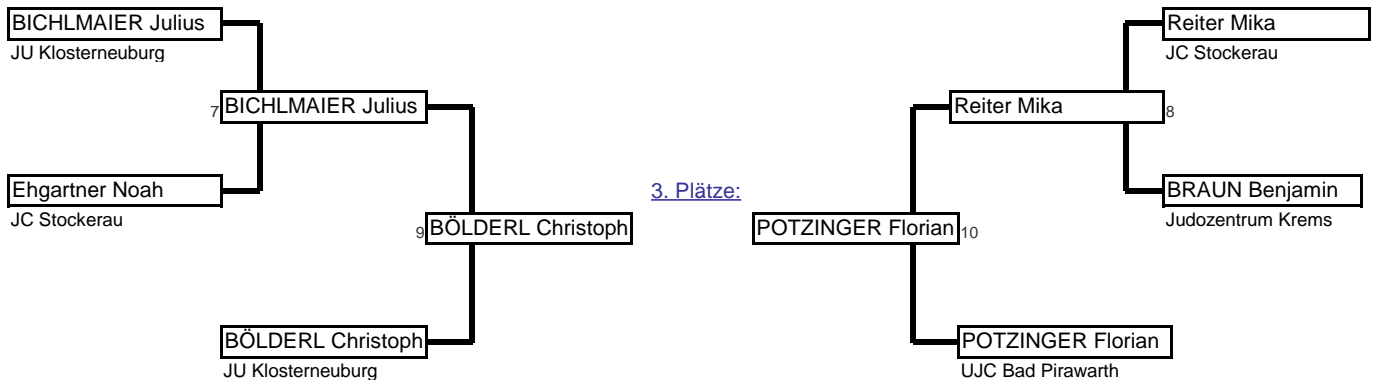 BICHLMAIER Julius
JU Klosterneuburg
7 BICHLMAIER Julius
Ehgartner Noah
JC Stockerau
9 BÖLDERL Christoph
BÖLDERL Christoph
JU Klosterneuburg
3. Plätze:
Reiter Mika
JC Stockerau
Reiter Mika 8
BRAUN Benjamin
Judozentrum Krems
POTZINGER Florian 10
POTZINGER Florian
UJC Bad Pirawarth